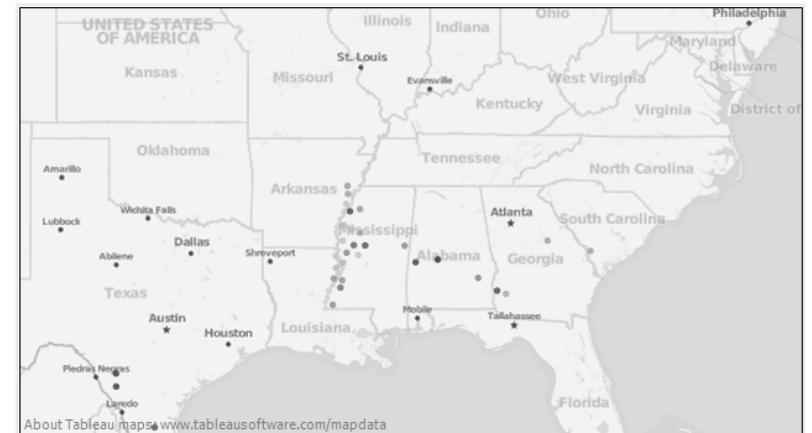 Philadelphia
Ohio
Illinois
Indiana
UNITED STATES
OF AMERICA
Maryland
St. Louis
Delaware
Kansas
Missouri
Evansville
West Virginia
Kentucky
Virginia
District of
Oklahoma
Tennessee
Amarillo
North Carolina
Arkansas
Wichita Falls
Atlanta
Lubbock
South Carolina
Mississippi
Dallas
Abilene
Shreveport
Alabama
Georgia
Texas
Mobile
Austin
Tallahassee
Houston
Louisiana
Piedras Negras
Laredo
Florida
About Tableau maps: www.tableausoftware.com/mapdata